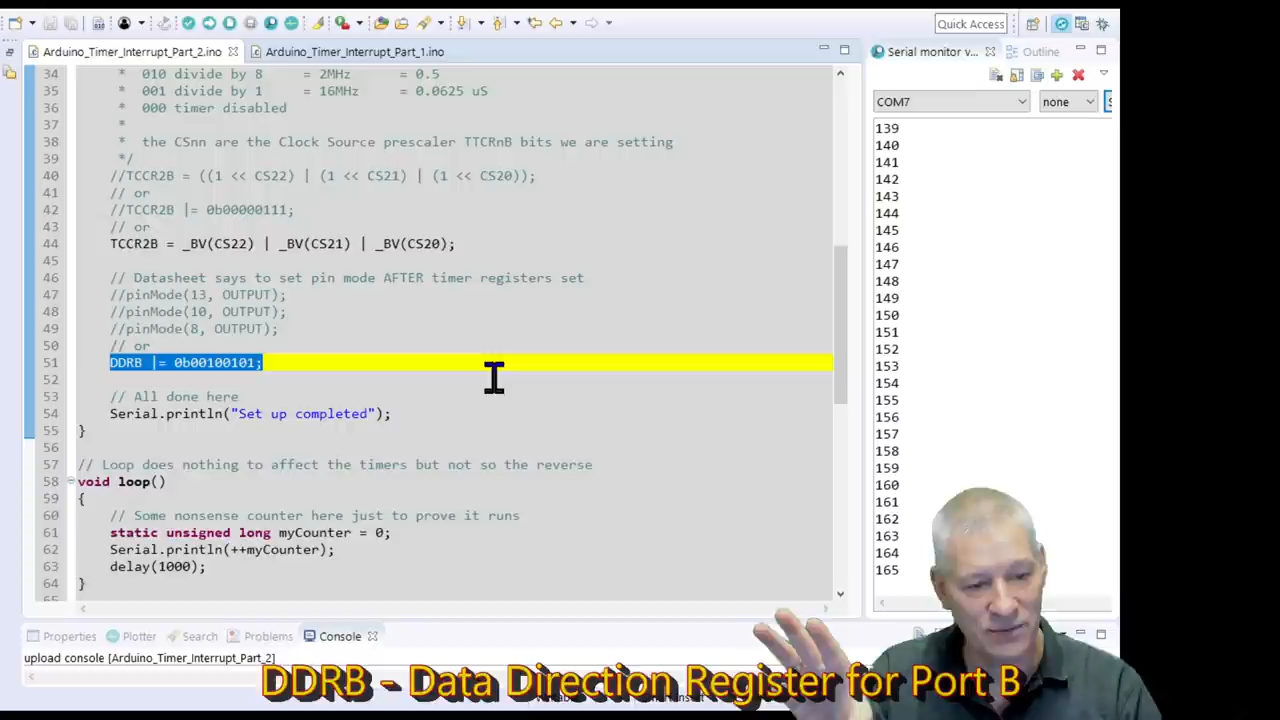 Quick Access
Arduino_Timer_Interrupt_Part_2.ino
Arduino_Timer_Interrupt_Part_1.ino
34 * 010 divide by 8 = 2MHz = 0.5
35 * 001 divide by 1 = 16MHz = 0.0625 uS
36 * 000 timer disabled
37 *
38 * the CSnn are the Clock Source prescaler TTCRnB bits we are setting
39 */
40 //TCCR2B = ((1 << CS22) | (1 << CS21) | (1 << CS20));
41 // or
42 //TCCR2B |= 0b00000111;
43 // or
44 TCCR2B = _BV(CS22) | _BV(CS21) | _BV(CS20);
45
46 // Datasheet says to set pin mode AFTER timer registers set
47 //pinMode(13, OUTPUT);
48 //pinMode(10, OUTPUT);
49 //pinMode(8, OUTPUT);
50 // or
51 DDRB |= 0b00100101;
52
53 // All done here
54 Serial.println("Set up completed");
55 }
56
57 // Loop does nothing to affect the timers but not so the reverse
58 void loop()
59 {
60 // Some nonsense counter here just to prove it runs
61 static unsigned long myCounter = 0;
62 Serial.println(++myCounter);
63 delay(1000);
64 }
65
Serial monitor v...
Outline
COM7
none
139
140
141
142
143
144
145
146
147
148
149
150
151
152
153
154
155
156
157
158
159
160
161
162
163
164
165
Properties
Plotter
Search
Problems
Console
upload console [Arduino_Timer_Interrupt_Part_2]
DDRB - Data Direction Register for Port B